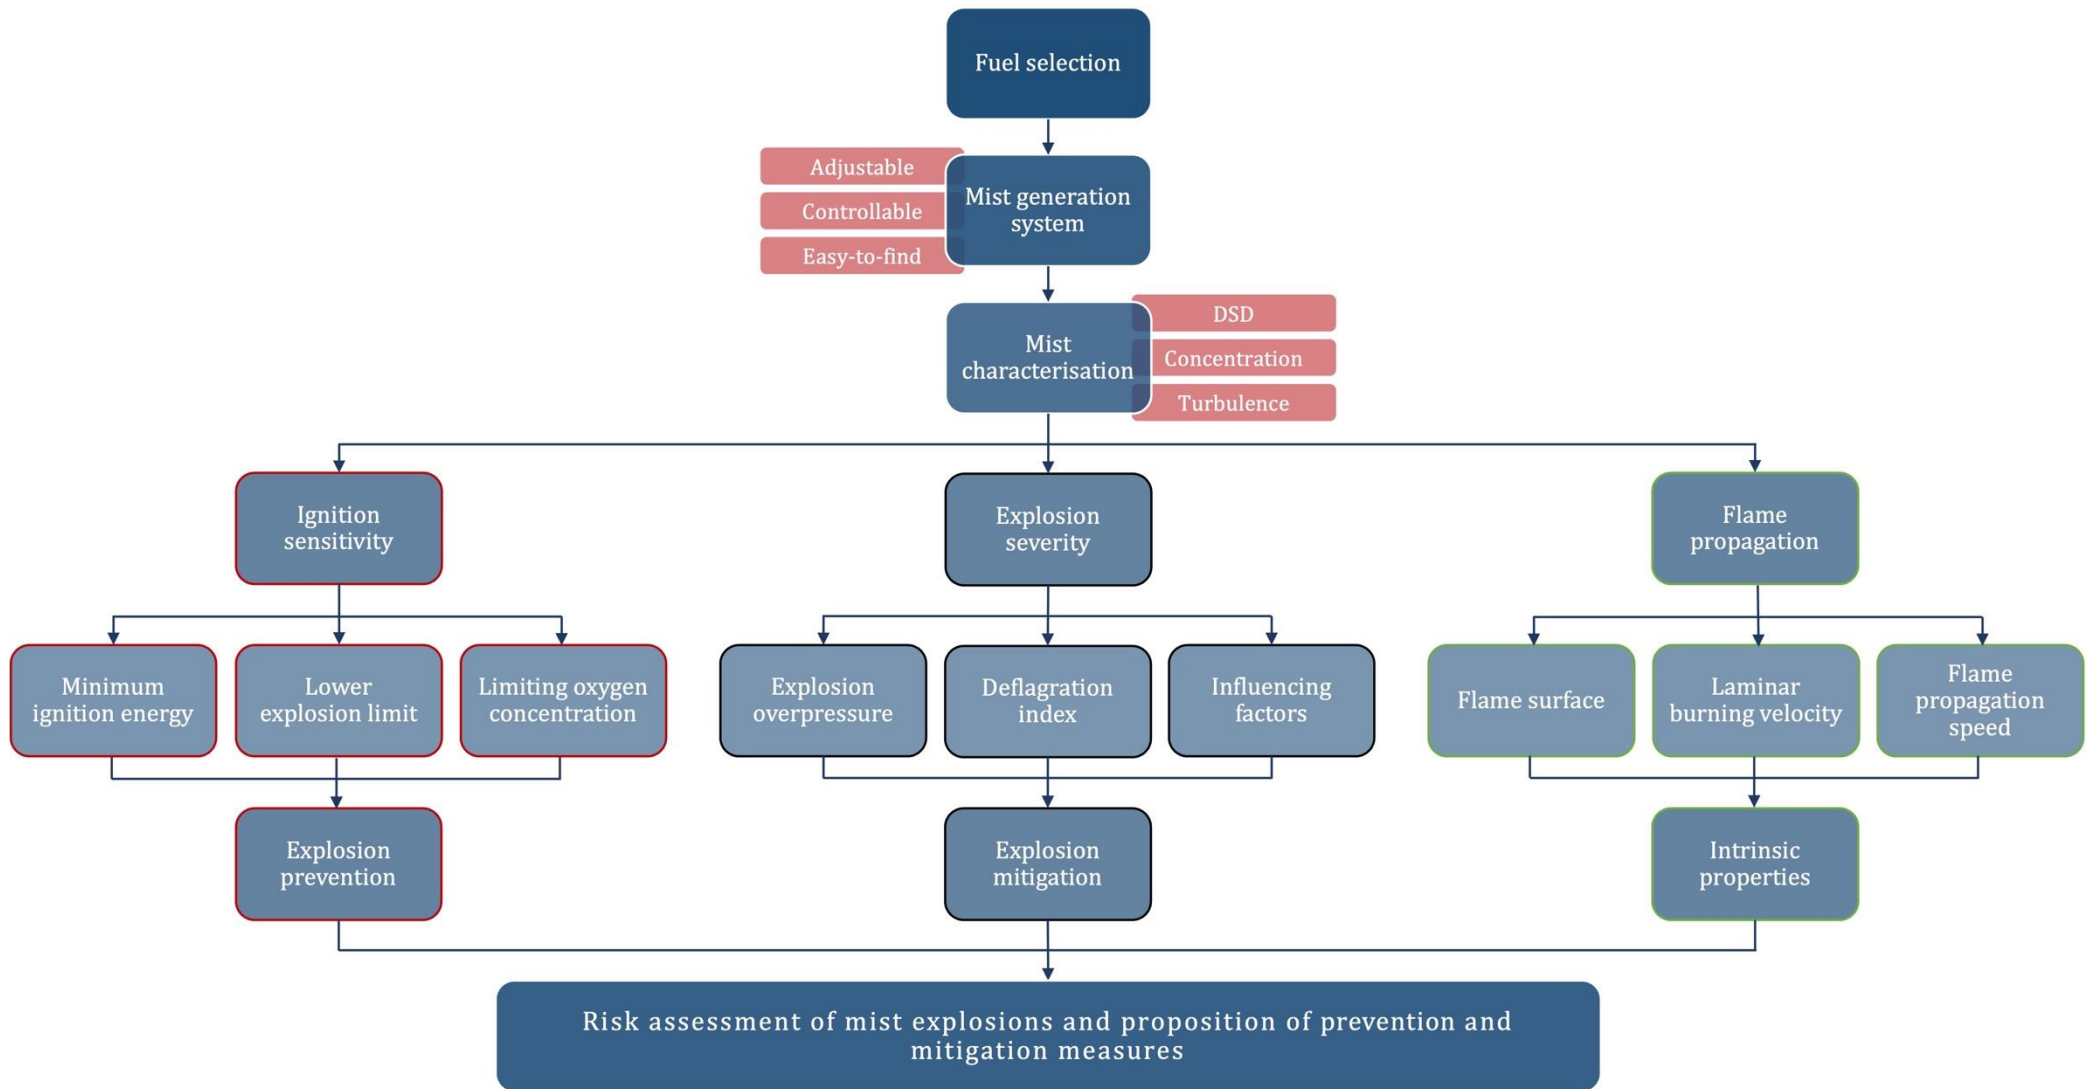 Fuel selection
Adjustable
Controllable
Easy-to-find
Mist generation
system
Mist
characterisation
DSD
Concentration
Turbulence
Ignition
sensitivity
Explosion
severity
Flame
propagation
Minimum
ignition energy
Lower
explosion limit
Limiting oxygen
concentration
Explosion
overpressure
Deflagration
index
Influencing
factors
Flame surface
Laminar
burning velocity
Flame
propagation
speed
Explosion
prevention
Explosion
mitigation
Intrinsic
properties
Risk assessment of mist explosions and proposition of prevention and
mitigation measures